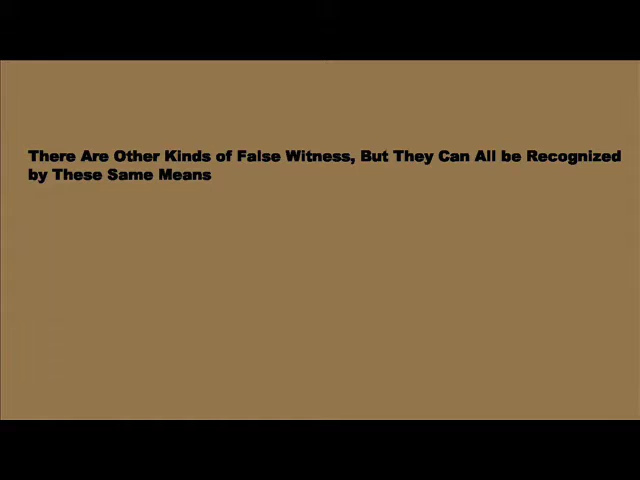 There Are Other Kinds of False Witness, But They Can All be Recognized
by These Same Means